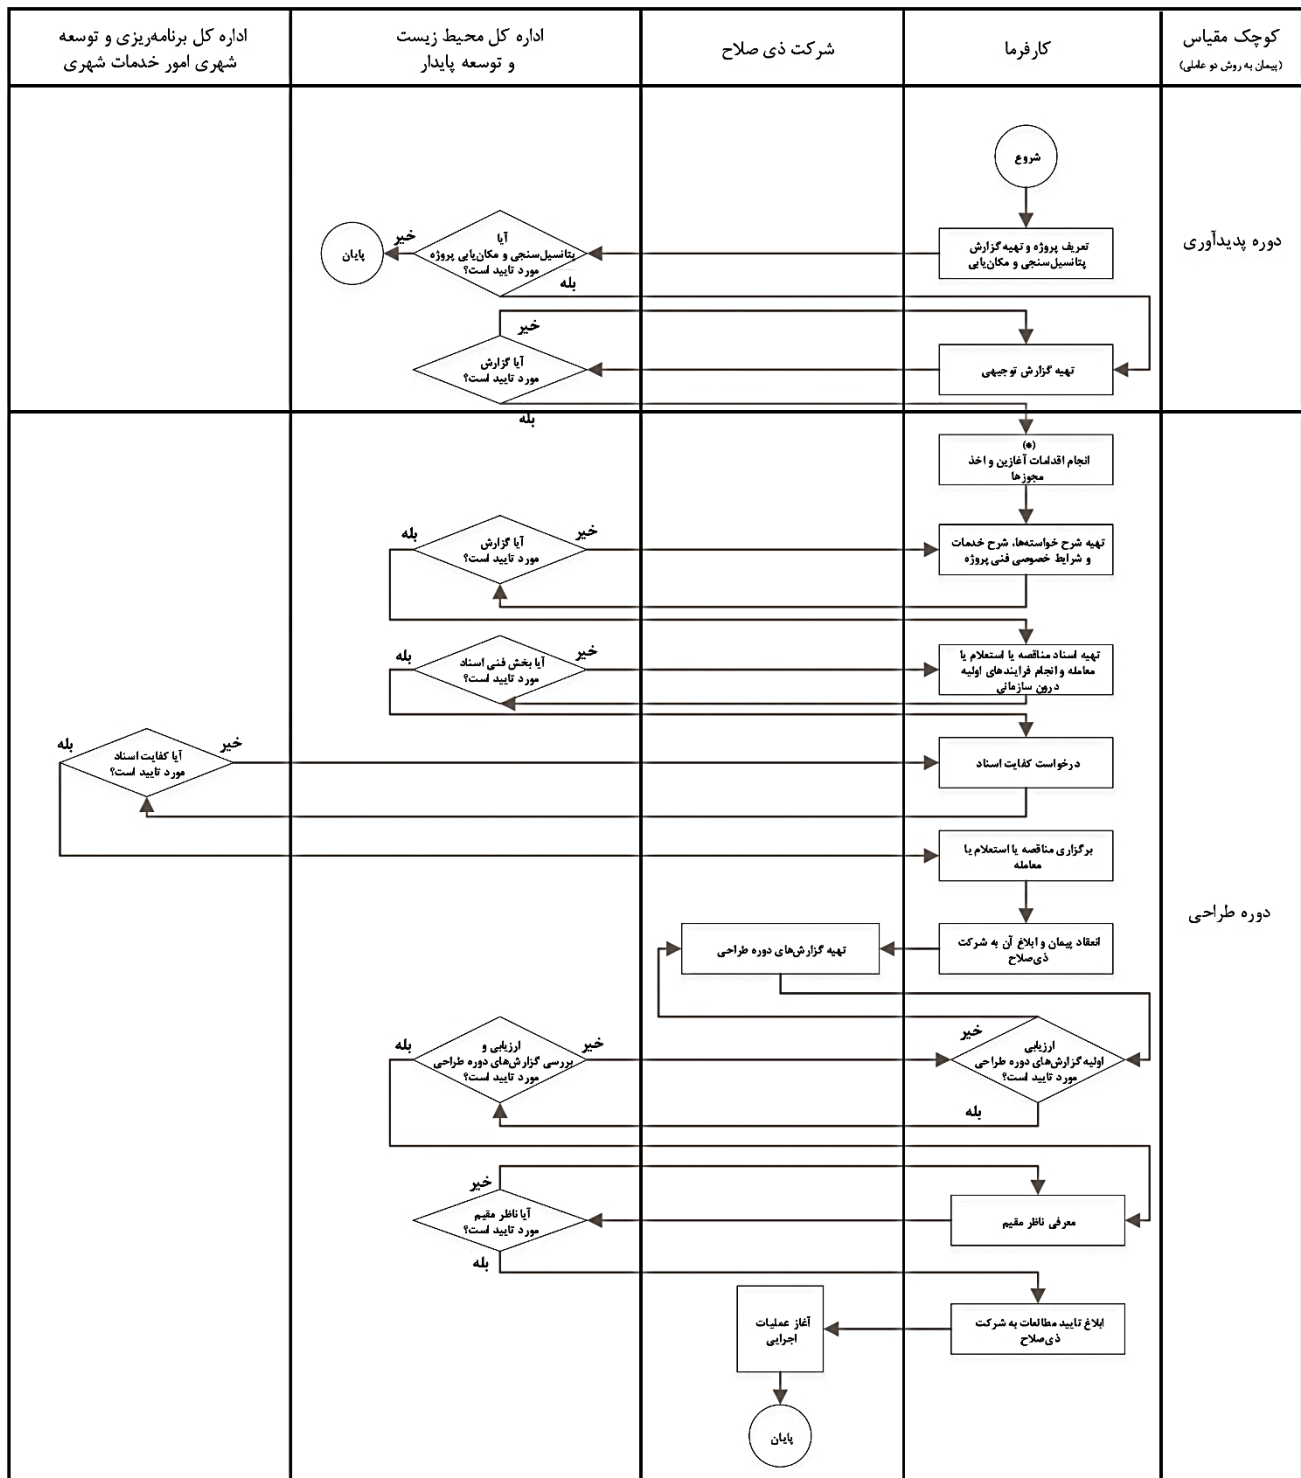 کوچک مقیاس
(پیمان به روش دو عاملی)
کارفرما
شرکت ذی صلاح
اداره کل محیط زیست
و توسعه پایدار
اداره کل برنامه‌ریزی و توسعه
شهری امور خدمات شهری
دوره پدیدآوری
شروع
تعریف پروژه و تهیه گزارش
پتانسیل‌سنجی و مکان‌یابی
آیا
پتانسیل‌سنجی و مکان‌یابی پروژه
مورد تایید است؟
خیر
پایان
بله
تهیه گزارش توجیهی
خیر
آیا گزارش
مورد تایید است؟
بله
دوره طراحی
(*)
انجام اقدامات آغازین و اخذ
مجوزها
تهیه شرح خواسته‌ها، شرح خدمات
و شرایط خصوصی فنی پروژه
خیر
آیا گزارش
مورد تایید است؟
بله
تهیه اسناد مناقصه یا استعلام یا
معامله و انجام فرایندهای اولیه
درون سازمانی
خیر
آیا بخش فنی اسناد
مورد تایید است؟
بله
درخواست کفایت اسناد
خیر
آیا کفایت اسناد
مورد تایید است؟
بله
برگزاری مناقصه یا استعلام یا
معامله
انعقاد پیمان و ابلاغ آن به شرکت
ذی‌صلاح
تهیه گزارش‌های دوره طراحی
خیر
ارزیابی
اولیه گزارش‌های دوره طراحی
مورد تایید است؟
بله
خیر
ارزیابی و
بررسی گزارش‌های دوره طراحی
مورد تایید است؟
بله
معرفی ناظر مقیم
خیر
آیا ناظر مقیم
مورد تایید است؟
بله
ابلاغ تایید مطالعات به شرکت
ذی‌صلاح
آغاز عملیات
اجرایی
پایان